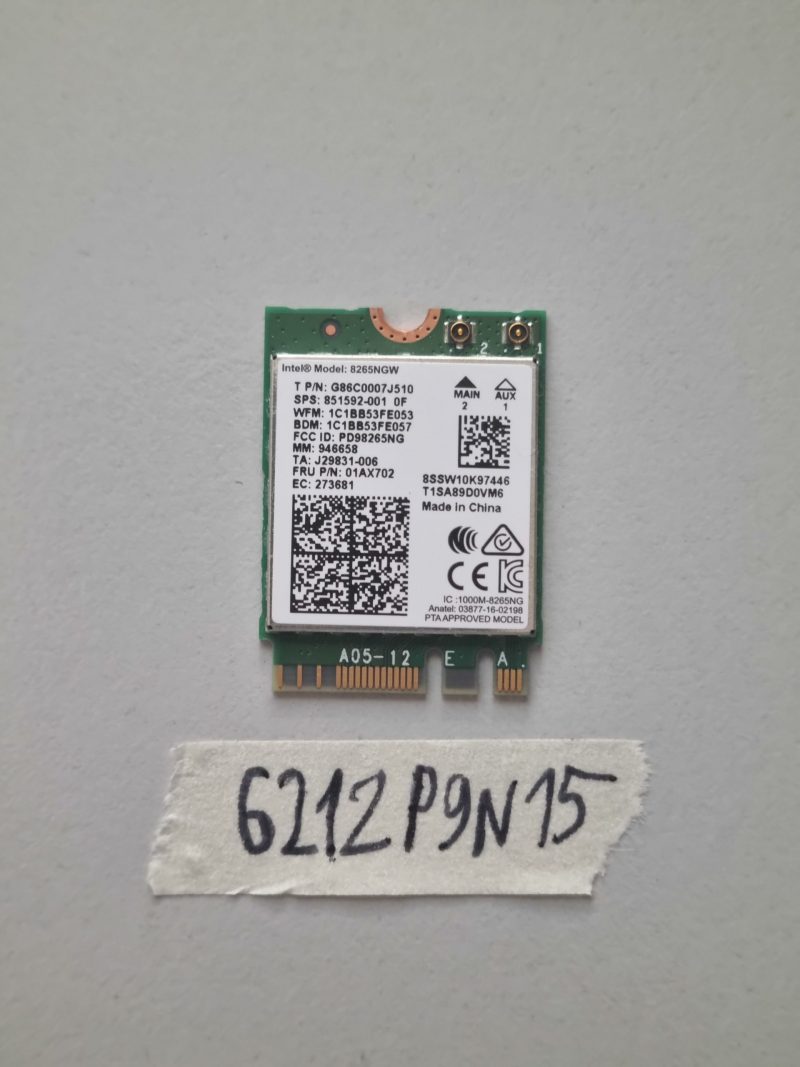 2 1
Intel® Model: 8265NGW
T P/N: G86C0007J510
SPS: 851592-001 0F
WFM: 1C1BB53FE053
BDM: 1C1BB53FE057
FCC ID: PD98265NG
MM: 946658
TA: J29831-006
FRU P/N: 01AX702
EC: 273681
MAIN AUX
2 1
8SSW10K97446
T1SA89D0VM6
Made in China
CE
IC :1000M-8265NG
Anatel: 03877-16-02198
PTA APPROVED MODEL
A05-12 E A
6212P9N15